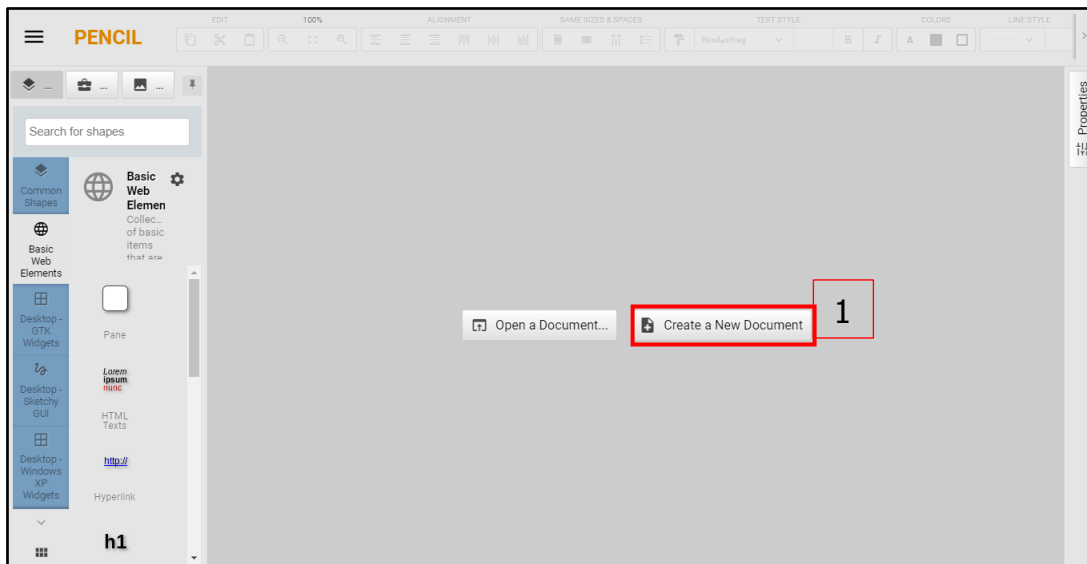 EDIT
100%
ALIGNMENT
SAME SIZES & SPACES
TEXT STYLE
COLORS
LINE STYLE
PENCIL
Handwriting
B I A
... ... ...
Properties
Search for shapes
Common
Shapes
Basic
Web
Elements
Desktop -
GTK
Widgets
Desktop -
Sketchy
GUI
Desktop -
Windows
XP
Widgets
Basic
Web
Elemen
Collec...
of basic
items
that are
Pane
Lorem
ipsum
nunc
HTML
Texts
http://
Hyperlink
h1
Open a Document...
Create a New Document
1